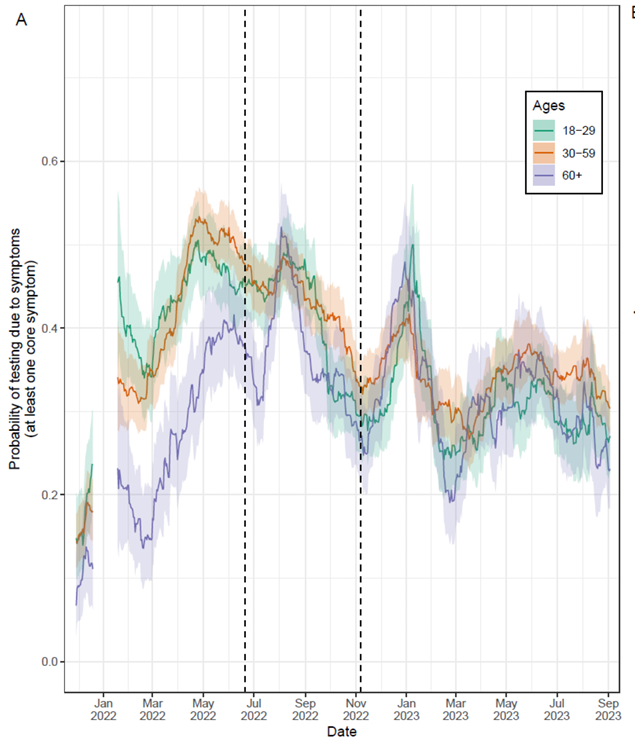 A
Ages
18−29
30−59
60+
0.6
0.4
0.2
0.0
Probability of testing due to symptoms
(at least one core symptom)
Jan Mar May Jul Sep Nov Jan Mar May Jul Sep
2022 2022 2022 2022 2022 2022 2023 2023 2023 2023 2023
Date